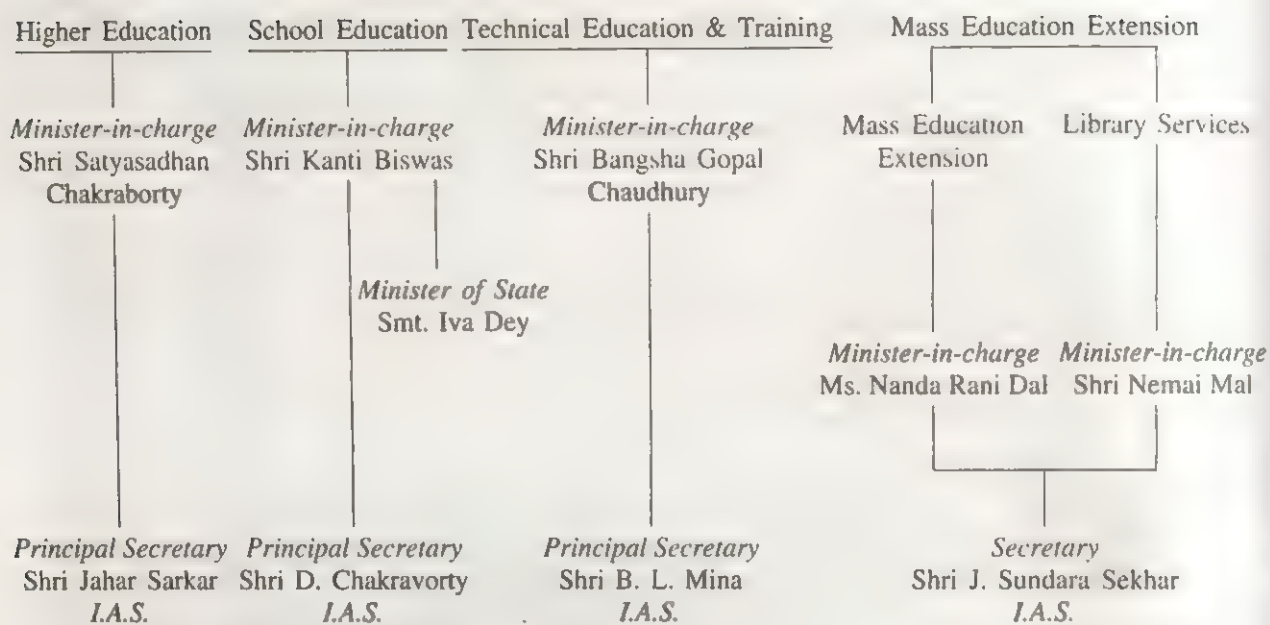 Higher Education
School Education
Technical Education & Training
Mass Education Extension
Minister-in-charge
Shri Satyasadhan
Chakraborty
Minister-in-charge
Shri Kanti Biswas
Minister of State
Smt. Iva Dey
Minister-in-charge
Shri Bangsha Gopal
Chaudhury
Mass Education
Extension
Library Services
Minister-in-charge
Ms. Nanda Rani Dal
Minister-in-charge
Shri Nemai Mal
Principal Secretary
Shri Jahar Sarkar
I.A.S.
Principal Secretary
Shri D. Chakravorty
I.A.S.
Principal Secretary
Shri B. L. Mina
I.A.S.
Secretary
Shri J. Sundara Sekhar
I.A.S.